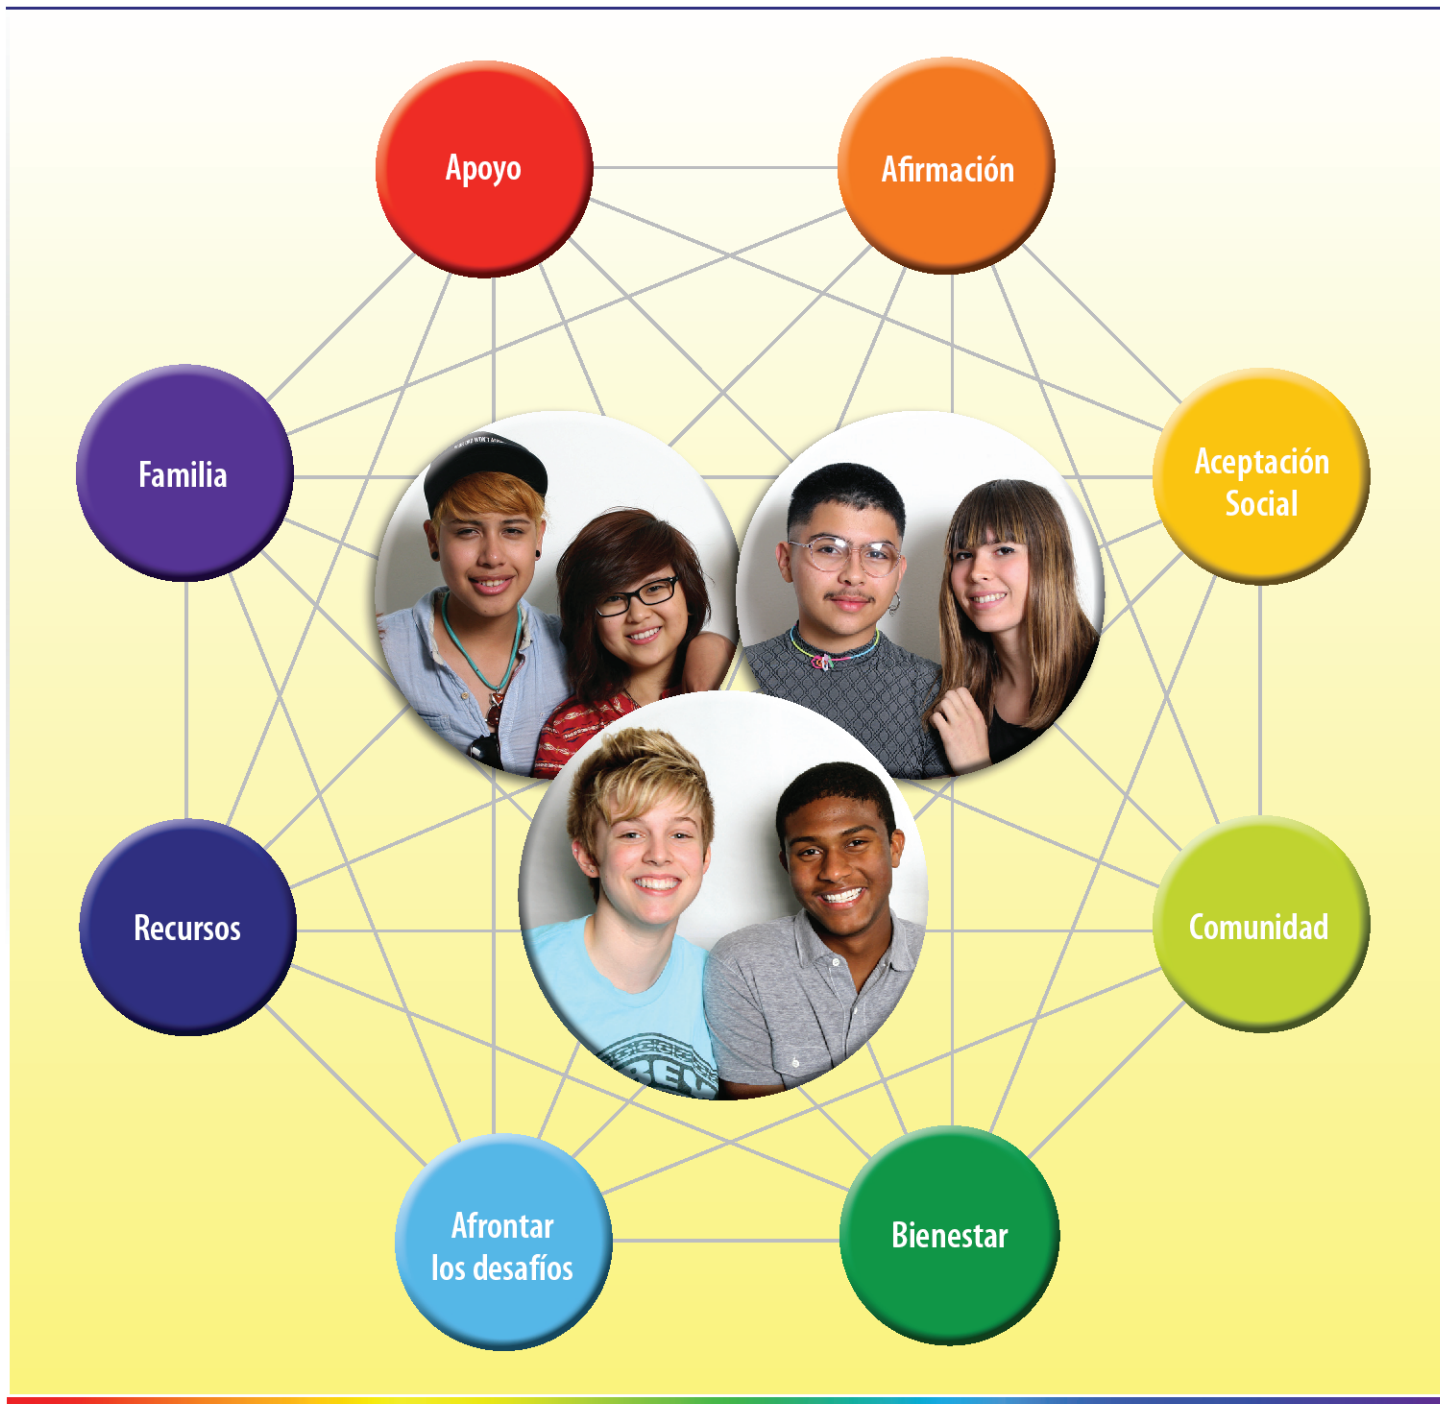 Apoyo
Afirmación
Familia
Aceptación
Social
Recursos
Comunidad
Afrontar
los desafíos
Bienestar